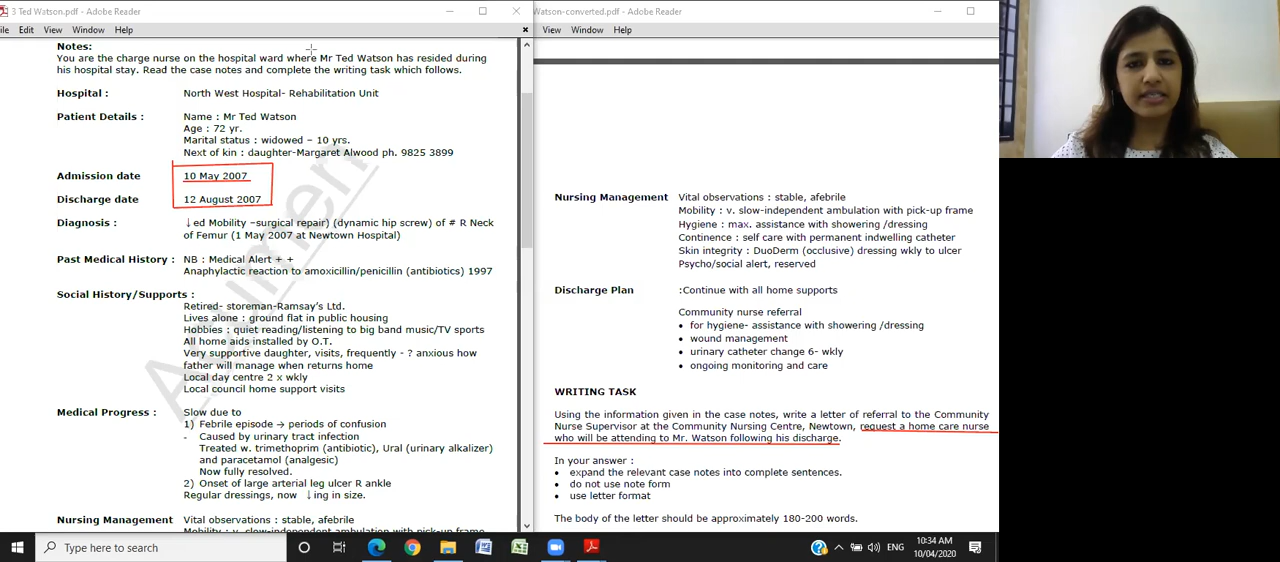 3 Ted Watson.pdf - Adobe Reader
Watson-converted.pdf - Adobe Reader
ile Edit View Window Help
View Window Help
Notes:
You are the charge nurse on the hospital ward where Mr Ted Watson has resided during
his hospital stay. Read the case notes and complete the writing task which follows.
Hospital : North West Hospital- Rehabilitation Unit
Patient Details : Name : Mr Ted Watson
Age : 72 yr.
Marital status : widowed – 10 yrs.
Next of kin : daughter-Margaret Alwood ph. 9825 3899
Admission date 10 May 2007
Discharge date 12 August 2007
Diagnosis : ↓ed Mobility –surgical repair) (dynamic hip screw) of # R Neck
of Femur (1 May 2007 at Newtown Hospital)
Past Medical History : NB : Medical Alert + +
Anaphylactic reaction to amoxicillin/penicillin (antibiotics) 1997
Social History/Supports :
Retired- storeman-Ramsay's Ltd.
Lives alone : ground flat in public housing
Hobbies : quiet reading/listening to big band music/TV sports
All home aids installed by O.T.
Very supportive daughter, visits, frequently - ? anxious how
father will manage when returns home
Local day centre 2 x wkly
Local council home support visits
Medical Progress : Slow due to
1) Febrile episode → periods of confusion
- Caused by urinary tract infection
Treated w. trimethoprim (antibiotic), Ural (urinary alkalizer)
and paracetamol (analgesic)
Now fully resolved.
2) Onset of large arterial leg ulcer R ankle
Regular dressings, now ↓ing in size.
Nursing Management Vital observations : stable, afebrile
Mobility : v. slow-independent ambulation with pick-up frame
Acumen
Nursing Management Vital observations : stable, afebrile
Mobility : v. slow-independent ambulation with pick-up frame
Hygiene : max. assistance with showering /dressing
Continence : self care with permanent indwelling catheter
Skin integrity : DuoDerm (occlusive) dressing wkly to ulcer
Psycho/social alert, reserved
Discharge Plan :Continue with all home supports
Community nurse referral
• for hygiene- assistance with showering /dressing
• wound management
• urinary catheter change 6- wkly
• ongoing monitoring and care
WRITING TASK
Using the information given in the case notes, write a letter of referral to the Community
Nurse Supervisor at the Community Nursing Centre, Newtown, request a home care nurse
who will be attending to Mr. Watson following his discharge.
In your answer :
• expand the relevant case notes into complete sentences.
• do not use note form
• use letter format
The body of the letter should be approximately 180-200 words.
Type here to search
ENG
10:34 AM
10/04/2020